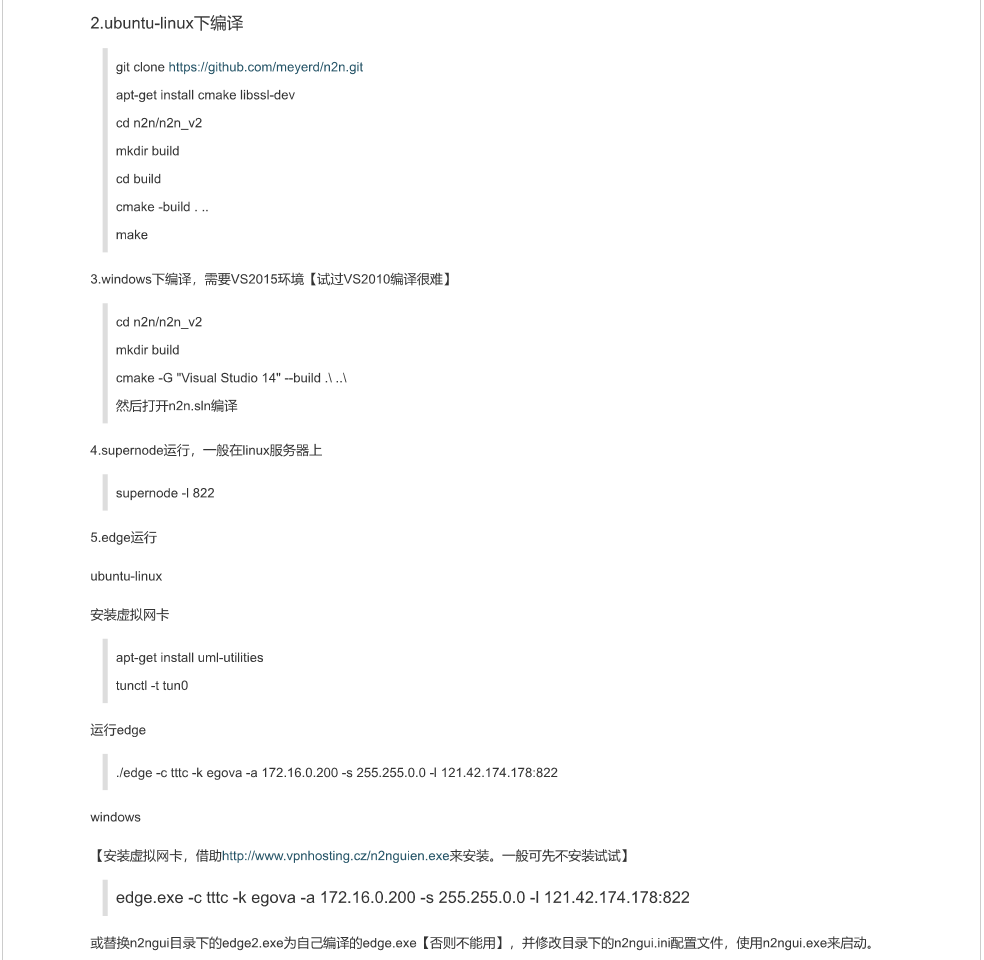 2.ubuntu-linux下编译
git clone https://github.com/meyerd/n2n.git
apt-get install cmake libssl-dev
cd n2n/n2n_v2
mkdir build
cd build
cmake -build . ..
make
3.windows下编译，需要VS2015环境【试过VS2010编译很难】
cd n2n/n2n_v2
mkdir build
cmake -G "Visual Studio 14" --build .\ ..\
然后打开n2n.sln编译
4.supernode运行，一般在linux服务器上
supernode -l 822
5.edge运行
ubuntu-linux
安装虚拟网卡
apt-get install uml-utilities
tunctl -t tun0
运行edge
./edge -c tttc -k egova -a 172.16.0.200 -s 255.255.0.0 -l 121.42.174.178:822
windows
【安装虚拟网卡，借助http://www.vpnhosting.cz/n2nguien.exe来安装。一般可先不安装试试】
edge.exe -c tttc -k egova -a 172.16.0.200 -s 255.255.0.0 -l 121.42.174.178:822
或替换n2ngui目录下的edge2.exe为自己编译的edge.exe【否则不能用】，并修改目录下的n2ngui.ini配置文件，使用n2ngui.exe来启动。